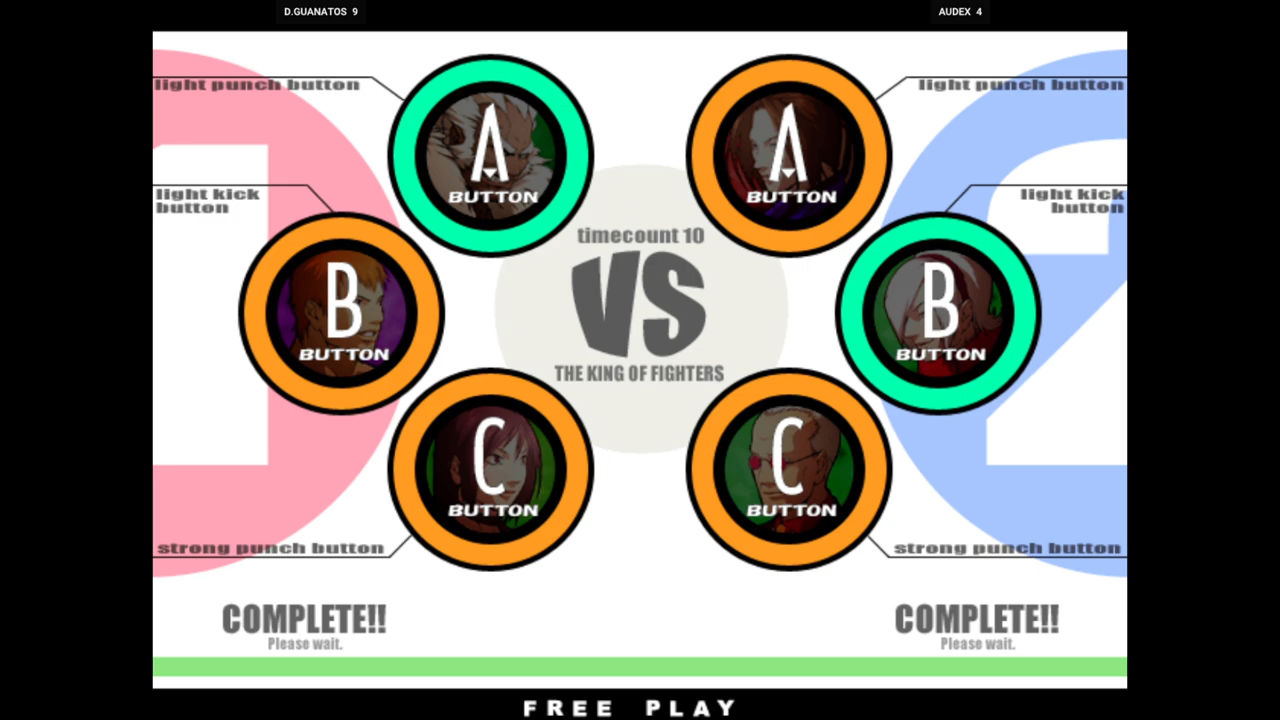 D.GUANATOS 9
AUDEX 4
light punch button
light punch button
A
BUTTON
A
BUTTON
1
2
light kick
button
light kick
button
timecount 10
VS
THE KING OF FIGHTERS
B
BUTTON
B
BUTTON
C
BUTTON
C
BUTTON
strong punch button
strong punch button
COMPLETE!!
Please wait.
COMPLETE!!
Please wait.
FREE PLAY